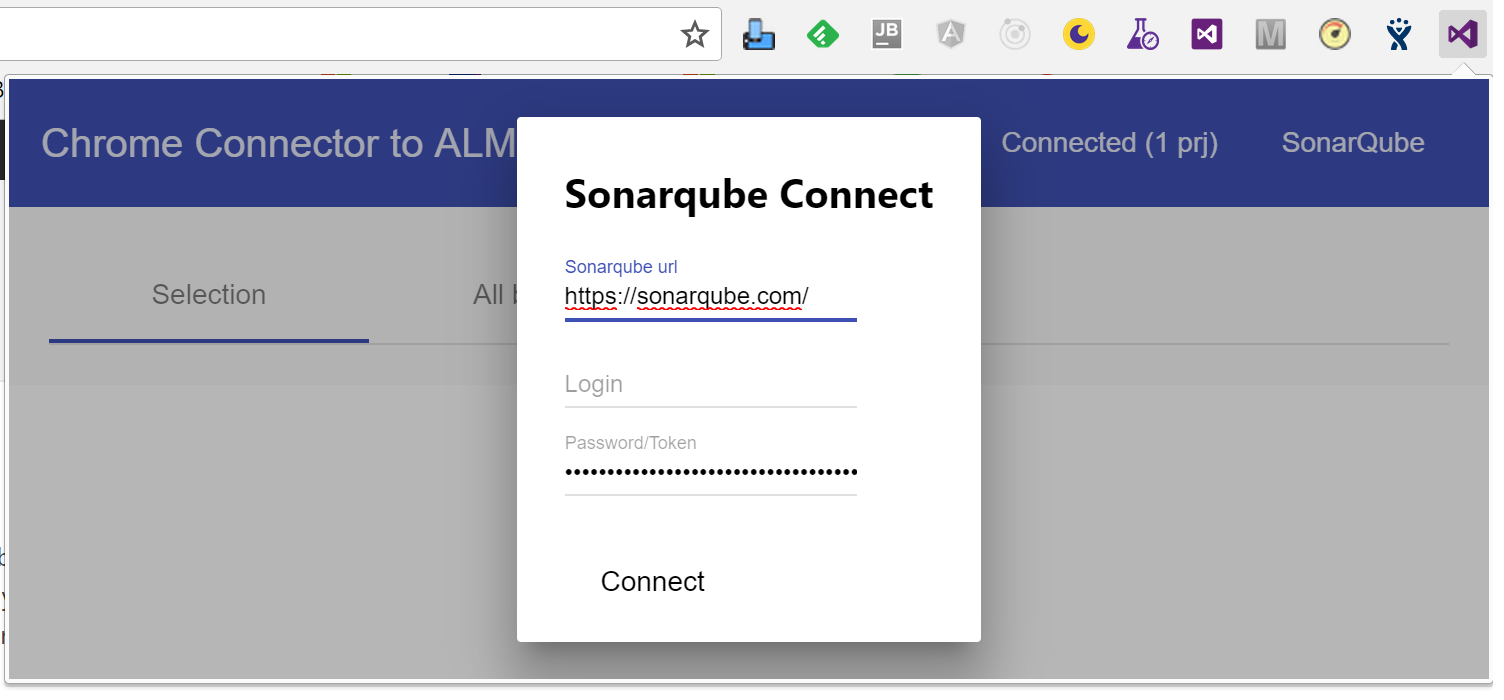 JB
A
M
Chrome Connector to ALM
Connected (1 prj)
SonarQube
Selection
All
Sonarqube Connect
Sonarqube url
https://sonarqube.com/
Login
Password/Token
••••••••••••••••••••••••••••••••••
Connect